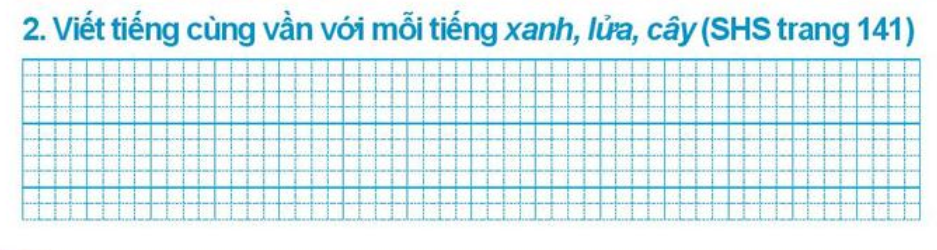 2. Viết tiếng cùng vần với mỗi tiếng xanh, lửa, cây (SHS trang 141)